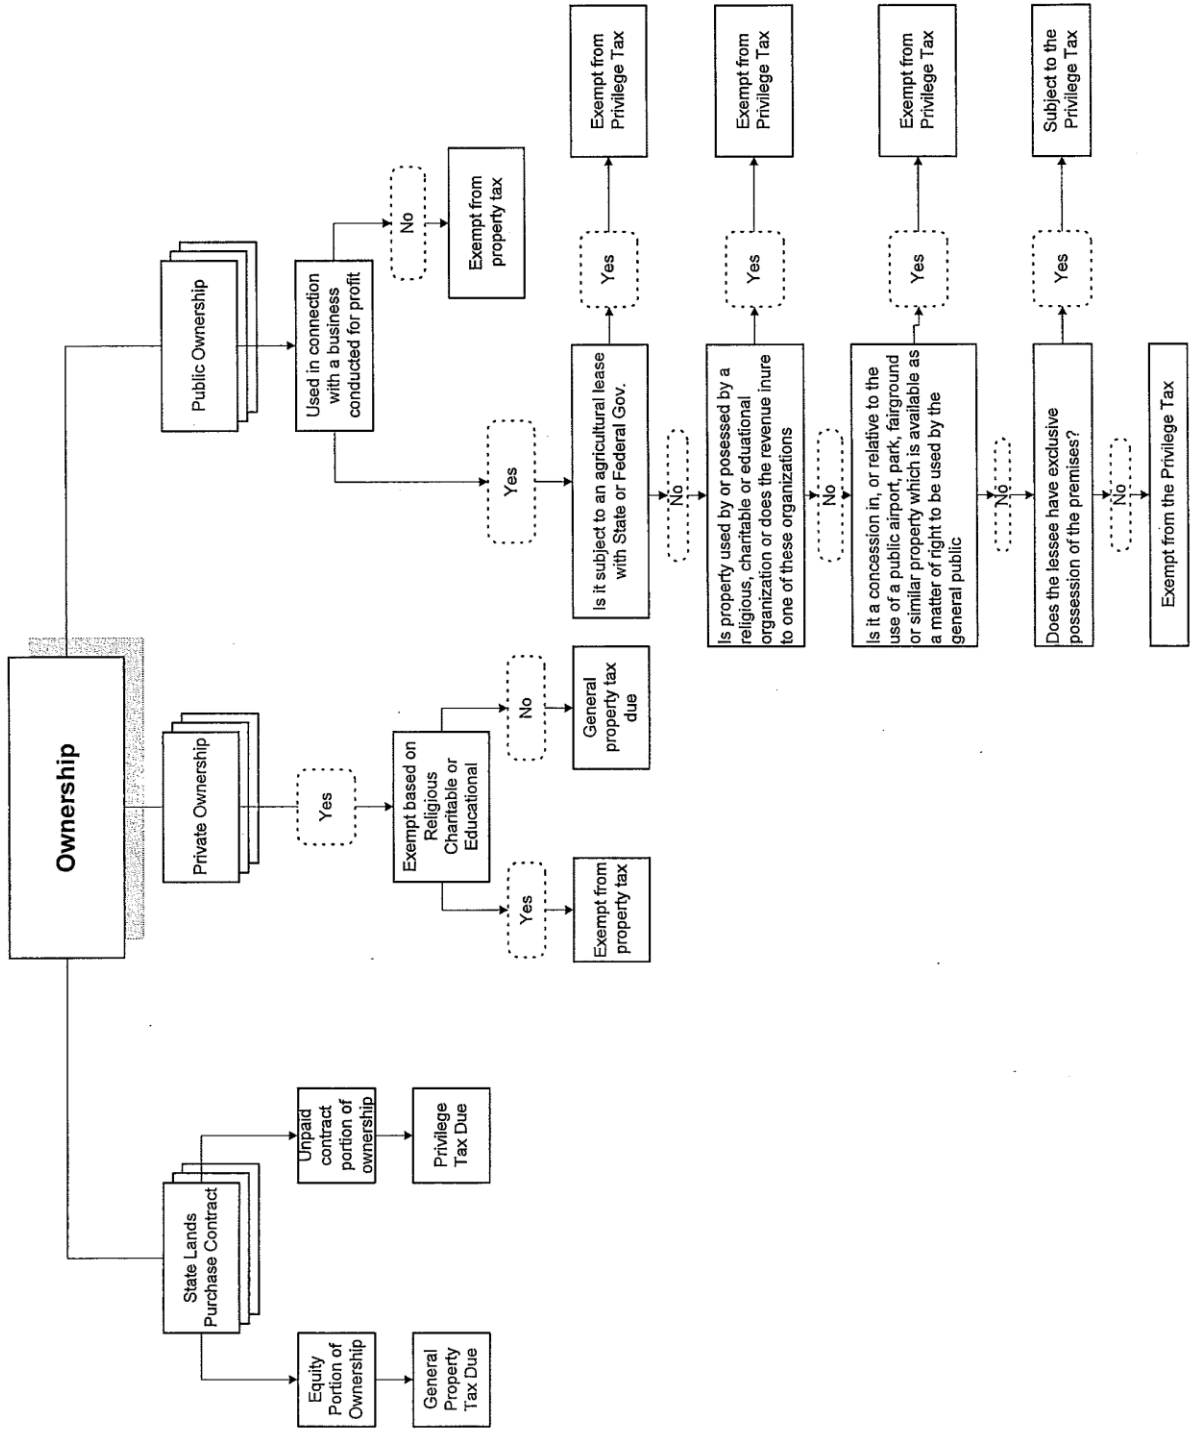 Ownership
State Lands
Purchase Contract
Equity
Portion of
Ownership
General
Property
Tax Due
Unpaid
contract
portion of
ownership
Privilege
Tax Due
Private Ownership
Yes
Exempt based on
Religious
Charitable or
Educational
Yes
Exempt from
property tax
No
General
property tax
due
Public Ownership
Used in connection
with a business
conducted for profit
No
Exempt from
property tax
Yes
Is it subject to an agricultural lease
with State or Federal Gov.
Yes
Exempt from
Privilege Tax
No
Is property used by or posessed by a
religious, charitable or eduational
organization or does the revenue inure
to one of these organizations
Yes
Exempt from
Privilege Tax
No
Is it a concession in, or relative to the
use of a public airport, park, fairground
or similar property which is available as
a matter of right to be used by the
general public
Yes
Exempt from
Privilege Tax
No
Does the lessee have exclusive
possession of the premises?
Yes
Subject to the
Privilege Tax
No
Exempt from the Privilege Tax